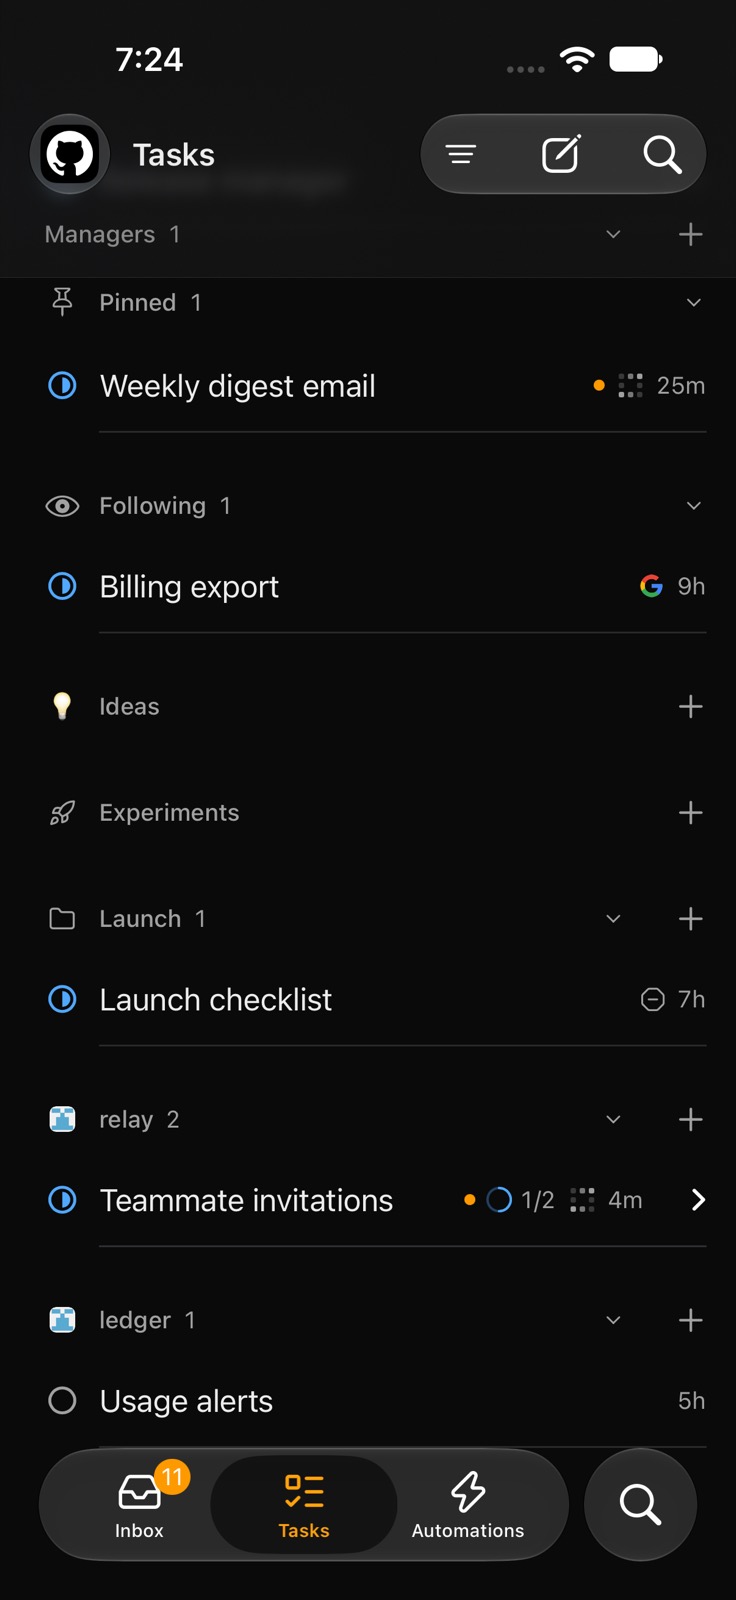 7:24
Tasks
Managers 1
Pinned 1
Weekly digest email 25m
Following 1
Billing export 9h
Ideas
Experiments
Launch 1
Launch checklist 7h
relay 2
Teammate invitations 1/2 4m
ledger 1
Usage alerts 5h
11
Inbox Tasks Automations